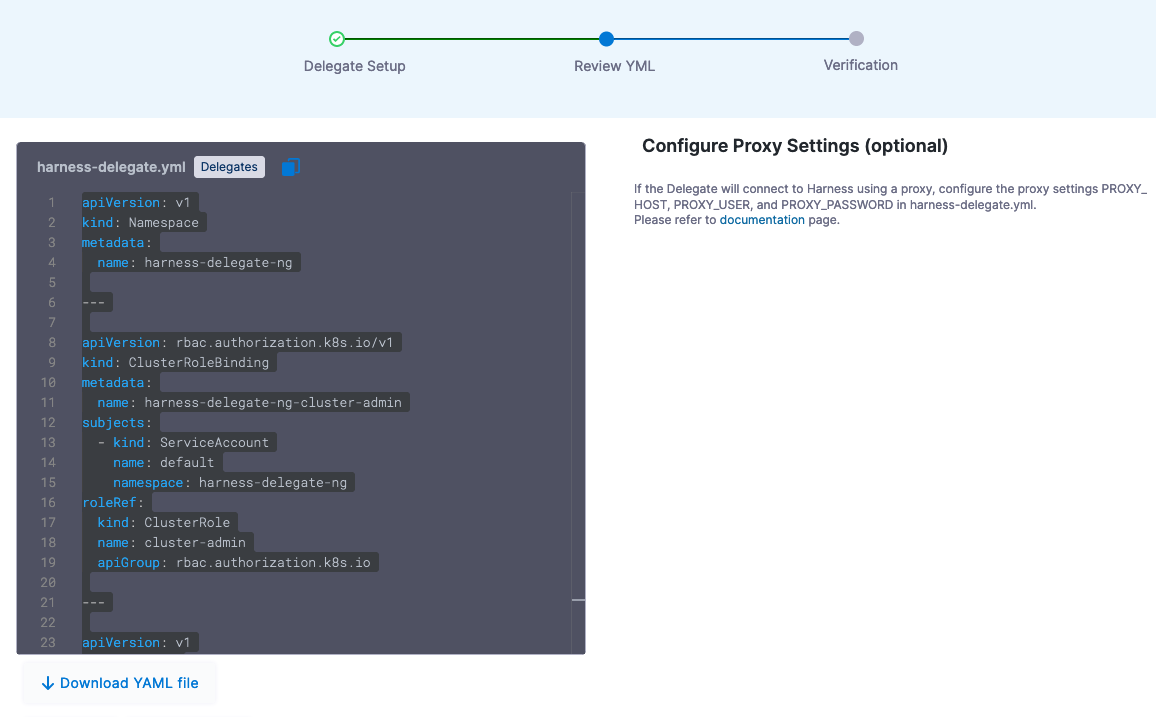 Delegate Setup
Review YML
Verification
harness-delegate.yml Delegates
1 apiVersion: v1
2 kind: Namespace
3 metadata:
4   name: harness-delegate-ng
5
6 ---
7
8 apiVersion: rbac.authorization.k8s.io/v1
9 kind: ClusterRoleBinding
10 metadata:
11   name: harness-delegate-ng-cluster-admin
12 subjects:
13   - kind: ServiceAccount
14     name: default
15     namespace: harness-delegate-ng
16 roleRef:
17   kind: ClusterRole
18   name: cluster-admin
19   apiGroup: rbac.authorization.k8s.io
20
21 ---
22
23 apiVersion: v1
Download YAML file
Configure Proxy Settings (optional)
If the Delegate will connect to Harness using a proxy, configure the proxy settings PROXY_
HOST, PROXY_USER, and PROXY_PASSWORD in harness-delegate.yml.
Please refer to documentation page.